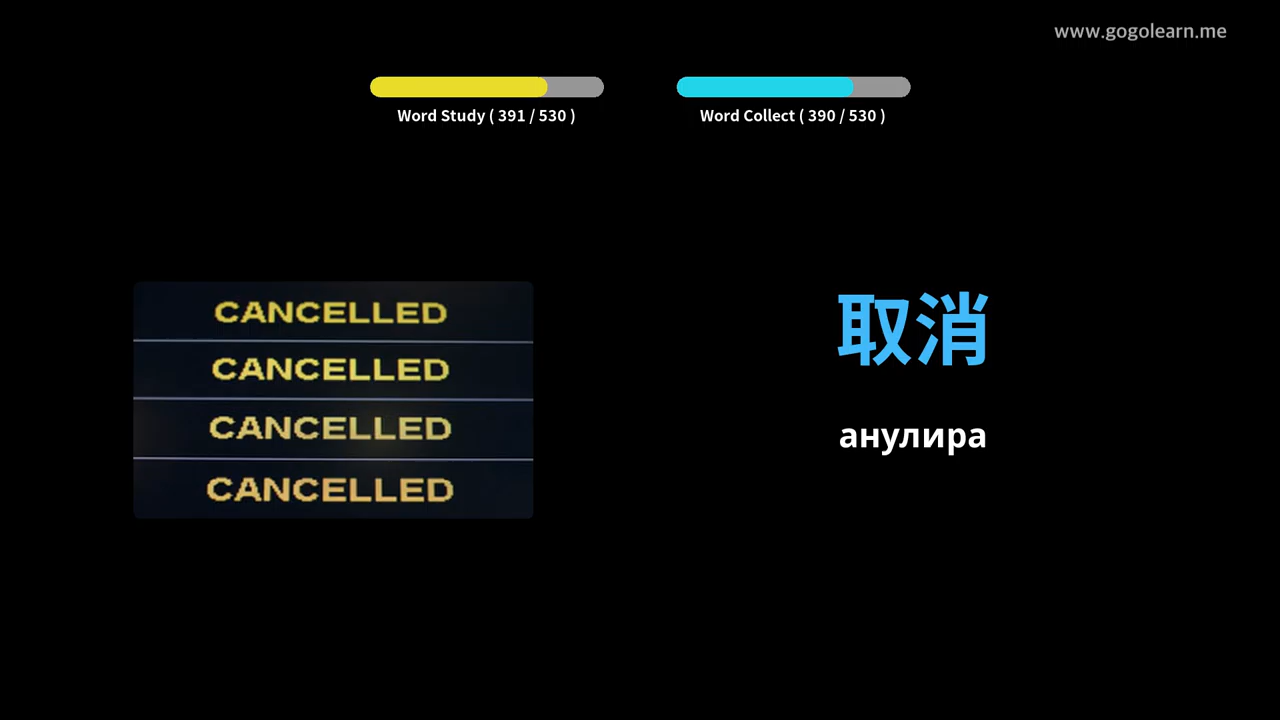 www.gogolearn.me
Word Study ( 391 / 530 )
Word Collect ( 390 / 530 )
CANCELLED
CANCELLED
CANCELLED
CANCELLED
取消
анулира